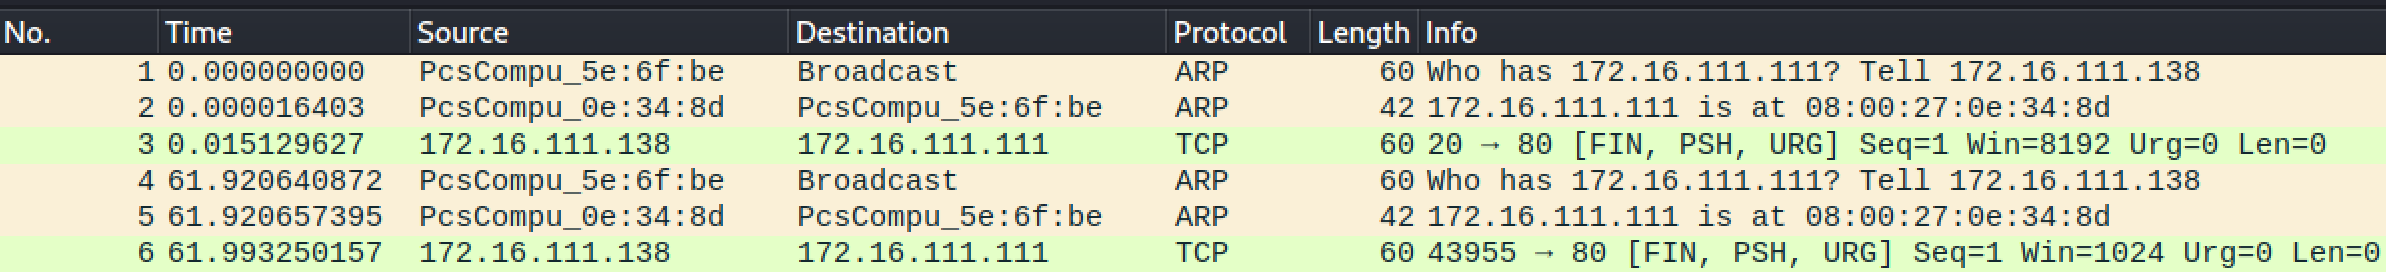 No. Time Source Destination Protocol Length Info
1 0.000000000 PcsCompu_5e:6f:be Broadcast ARP 60 Who has 172.16.111.111? Tell 172.16.111.138
2 0.000016403 PcsCompu_0e:34:8d PcsCompu_5e:6f:be ARP 42 172.16.111.111 is at 08:00:27:0e:34:8d
3 0.015129627 172.16.111.138 172.16.111.111 TCP 60 20 → 80 [FIN, PSH, URG] Seq=1 Win=8192 Urg=0 Len=0
4 61.920640872 PcsCompu_5e:6f:be Broadcast ARP 60 Who has 172.16.111.111? Tell 172.16.111.138
5 61.920657395 PcsCompu_0e:34:8d PcsCompu_5e:6f:be ARP 42 172.16.111.111 is at 08:00:27:0e:34:8d
6 61.993250157 172.16.111.138 172.16.111.111 TCP 60 43955 → 80 [FIN, PSH, URG] Seq=1 Win=1024 Urg=0 Len=0